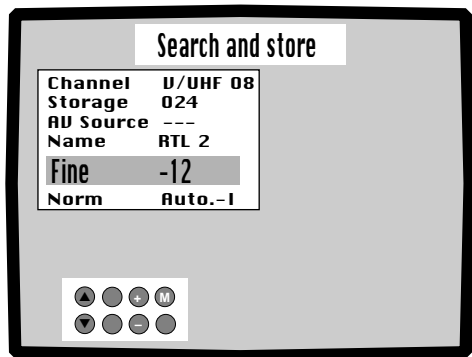 Search and store
Channel V/UHF 08
Storage 024
AV Source ---
Name RTL 2
Fine -12
Norm Auto.-I
+ M
-